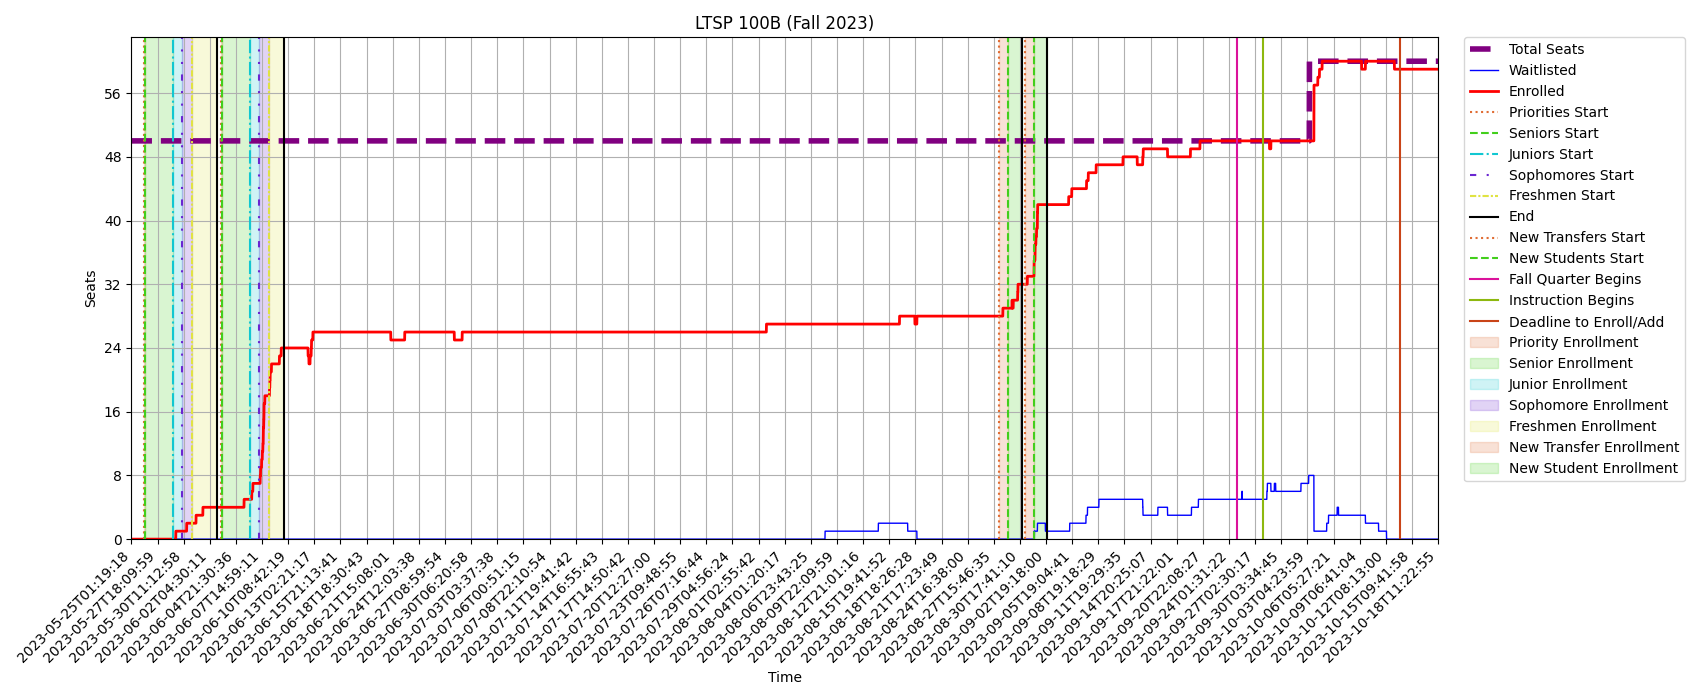 LTSP 100B (Fall 2023)
Seats
56
48
40
32
24
16
8
0
2023-05-25T01:19:18
2023-05-27T18:09:59
2023-05-30T11:12:58
2023-06-02T04:30:11
2023-06-04T21:30:36
2023-06-07T14:59:11
2023-06-10T08:42:19
2023-06-13T02:21:17
2023-06-15T21:13:41
2023-06-18T18:30:43
2023-06-21T15:08:01
2023-06-24T12:03:38
2023-06-27T08:59:54
2023-06-30T06:20:58
2023-07-03T03:37:38
2023-07-06T00:51:15
2023-07-08T22:10:54
2023-07-11T19:41:42
2023-07-14T16:55:43
2023-07-17T14:50:42
2023-07-20T12:27:00
2023-07-23T09:48:55
2023-07-26T07:16:44
2023-07-29T04:56:24
2023-08-01T02:55:42
2023-08-04T01:20:17
2023-08-06T23:43:25
2023-08-09T22:09:59
2023-08-12T21:01:16
2023-08-15T19:41:52
2023-08-18T18:26:28
2023-08-21T17:23:49
2023-08-24T16:38:00
2023-08-27T15:46:35
2023-08-30T17:41:10
2023-09-02T19:18:00
2023-09-05T19:04:41
2023-09-08T19:18:29
2023-09-11T19:29:35
2023-09-14T20:25:07
2023-09-17T21:22:01
2023-09-20T22:08:27
2023-09-24T01:31:22
2023-09-27T02:30:17
2023-09-30T03:34:45
2023-10-03T04:23:59
2023-10-06T05:27:21
2023-10-09T06:41:04
2023-10-12T08:13:00
2023-10-15T09:41:58
2023-10-18T11:22:55
Time
Total Seats
Waitlisted
Enrolled
Priorities Start
Seniors Start
Juniors Start
Sophomores Start
Freshmen Start
End
New Transfers Start
New Students Start
Fall Quarter Begins
Instruction Begins
Deadline to Enroll/Add
Priority Enrollment
Senior Enrollment
Junior Enrollment
Sophomore Enrollment
Freshmen Enrollment
New Transfer Enrollment
New Student Enrollment